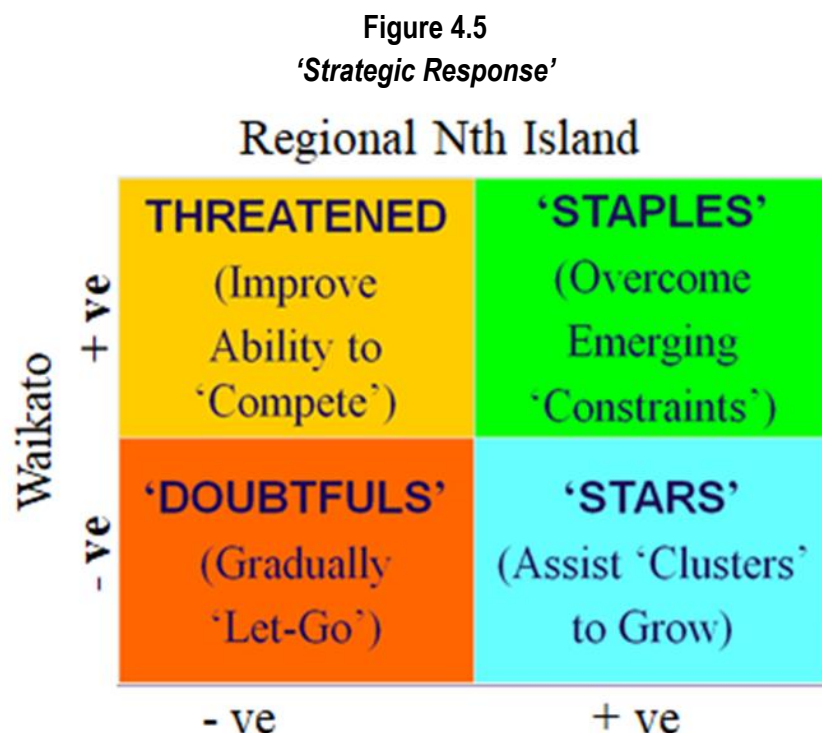 Figure 4.5
‘Strategic Response’
Regional Nth Island
Waikato
+ ve
- ve
THREATENED
(Improve
Ability to
‘Compete’)
‘STAPLES’
(Overcome
Emerging
‘Constraints’)
‘DOUBTFULS’
(Gradually
‘Let-Go’)
‘STARS’
(Assist ‘Clusters’
to Grow)
- ve
+ ve